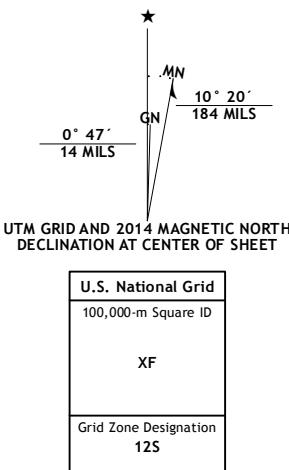 ★
MN
GN
10° 20´
184 MILS
0° 47´
14 MILS
UTM GRID AND 2014 MAGNETIC NORTH
DECLINATION AT CENTER OF SHEET
U.S. National Grid
100,000-m Square ID
XF
Grid Zone Designation
12S